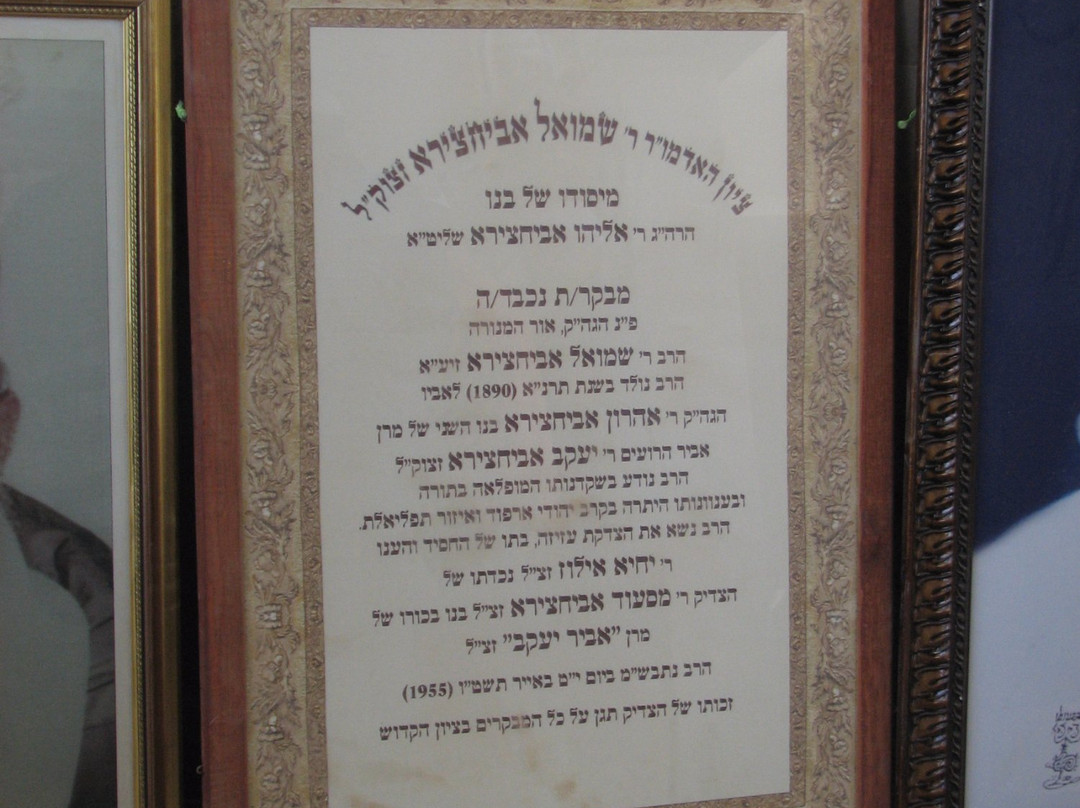 ציון האדמו״ר ר׳ שמואל אביחצירא זצוק״ל
מיסודו של בנו
הרה״ג ר׳ אליהו אביחצירא שליט״א
מבקר/ת נכבד/ה
פ״נ הגה״ק, אור המנורה
הרב ר׳ שמואל אביחצירא זיע״א
הרב נולד בשנת תרנ״א (1890) לאביו
הגה״ק ר׳ אהרון אביחצירא בנו השני של מרן
אביר הרועים ר׳ יעקב אביחצירא זצוק״ל
הרב נודע בשקדנותו המופלאה בתורה
ובענוונותו היתרה בקרב יהודי ארפוד ואיזור תפליאלת.
הרב נשא את הצדקת עזיזה, בתו של החסיד והענו
ר׳ יחיא אילוז זצ״ל נכדתו של
הצדיק ר׳ מסעוד אביחצירא זצ״ל בנו בכורו של
מרן ״אביר יעקב״ זצ״ל
הרב נתבש״מ ביום י״ט באייר תשט״ו (1955)
זכותו של הצדיק תגן על כל המבקרים בציון הקדוש